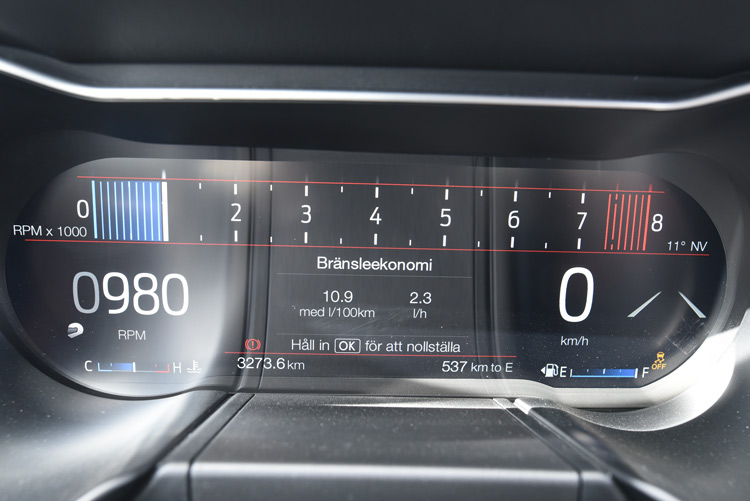 0 2 3 4 5 6 7 8
RPM x 1000
11° NV
Bränsleekonomi
0980
RPM
10.9 2.3
med l/100km l/h
0
km/h
Håll in OK för att nollställa
C H
3273.6 km
537 km to E
E F
OFF